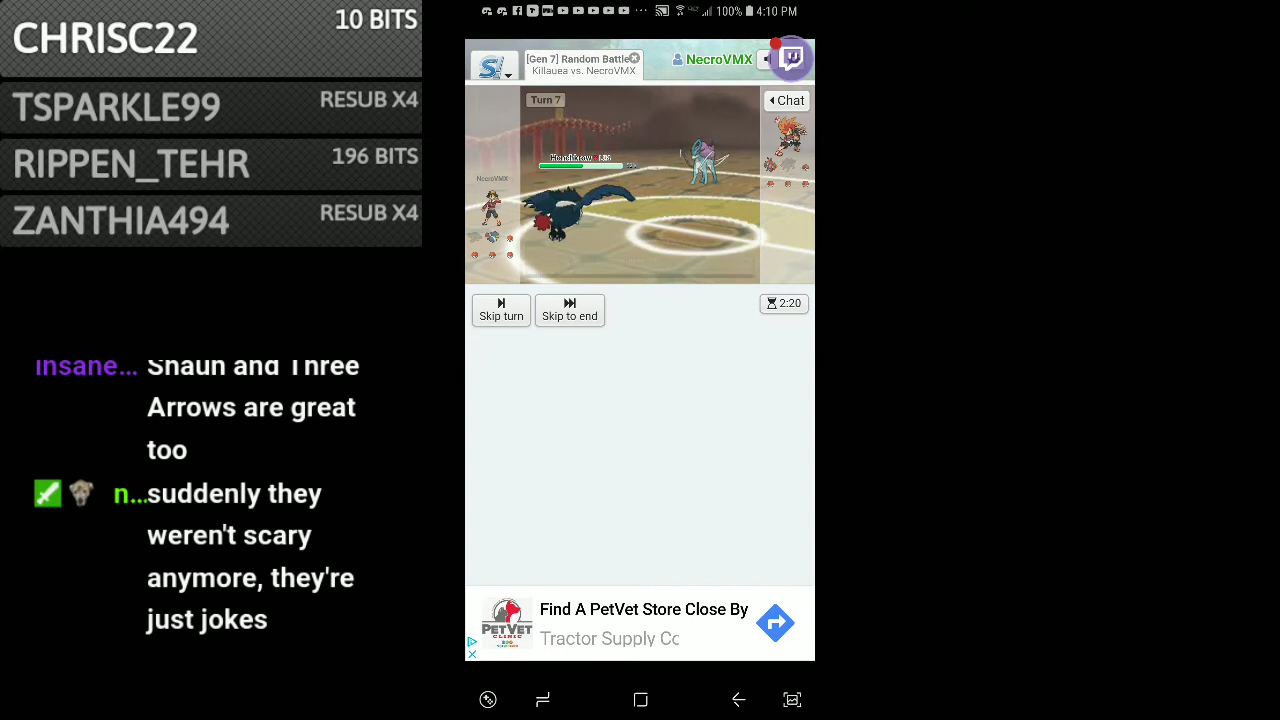 CHRISC22 10 BITS
TSPARKLE99 RESUB X4
RIPPEN_TEHR 196 BITS
ZANTHIA494 RESUB X4
insane... Shaun and Three
Arrows are great
too
n... suddenly they
weren't scary
anymore, they're
just jokes
100% 4:10 PM
[Gen 7] Random Battle
Killauea vs. NecroVMX
NecroVMX
Turn 7
Chat
Honchkrow
NecroVMX
Skip turn
Skip to end
2:20
PETVET
CLINIC
Find A PetVet Store Close By
Tractor Supply Cc